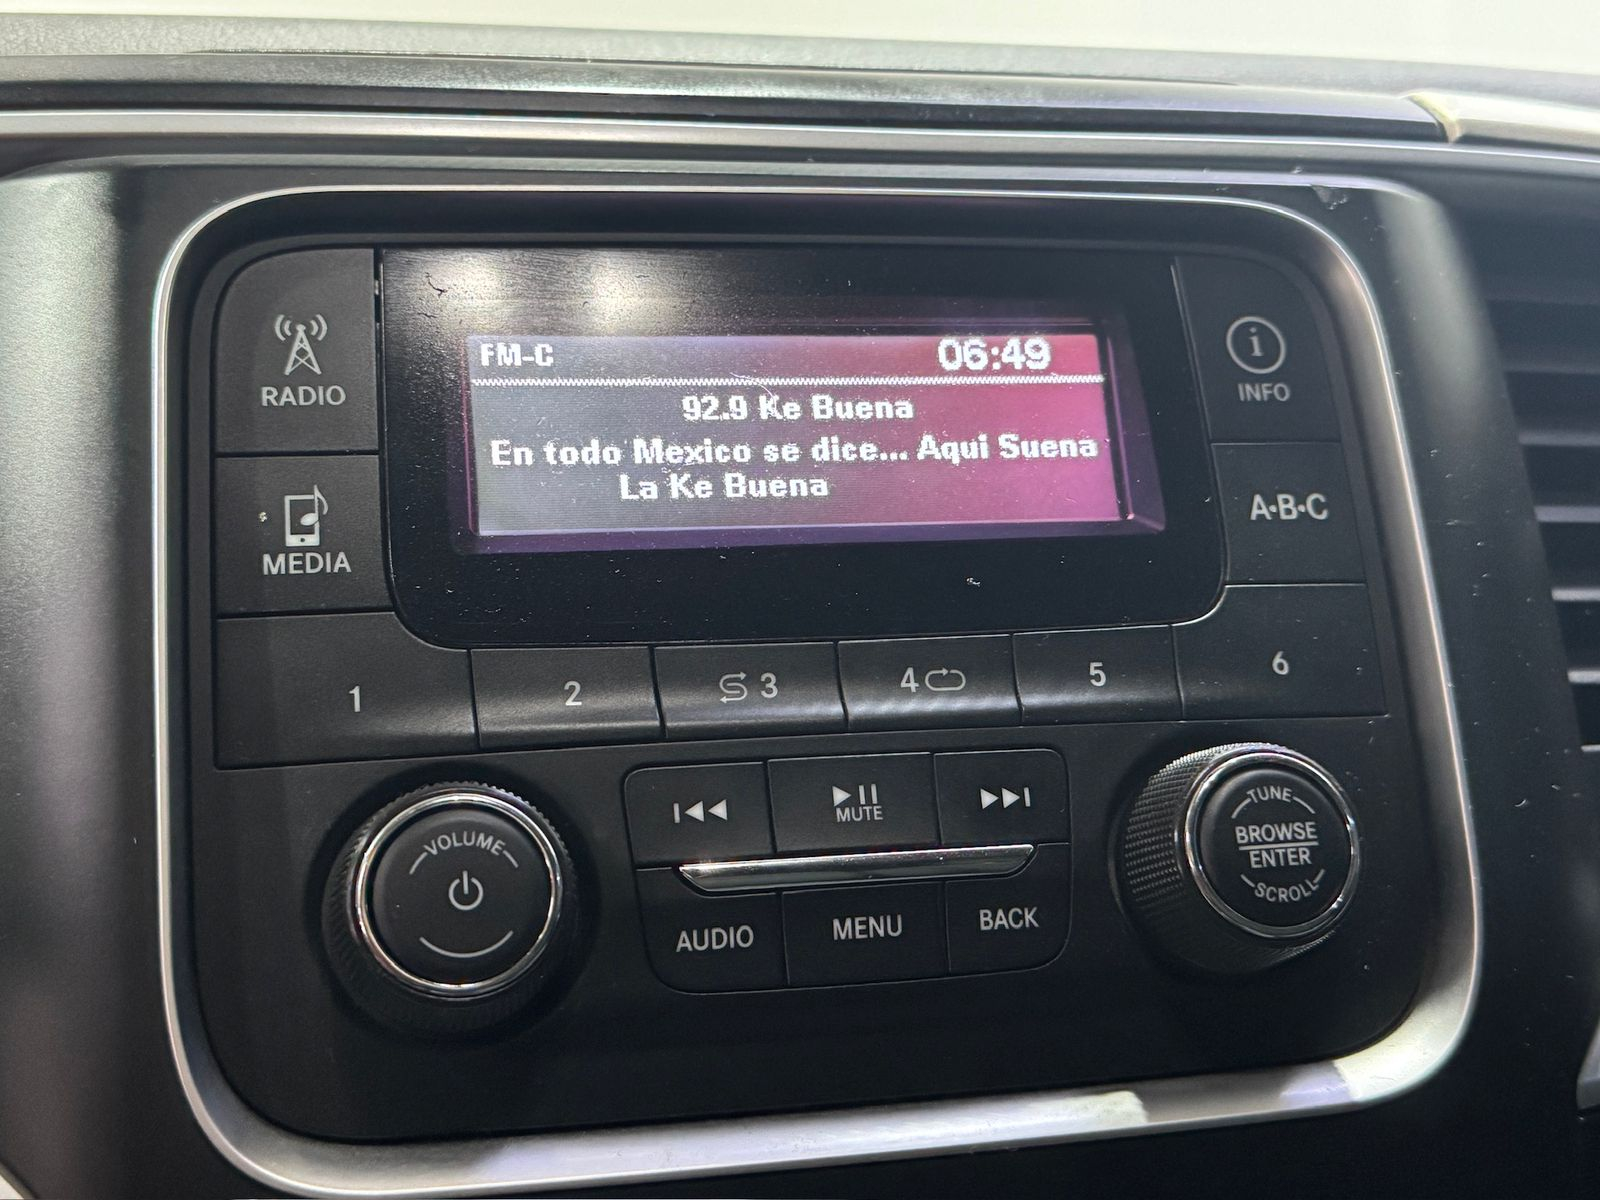 FM-C 06:49
92.9 Ke Buena
En todo Mexico se dice... Aqui Suena
La Ke Buena
RADIO
INFO
MEDIA
A•B•C
1 2 3 4 5 6
VOLUME
MUTE
AUDIO MENU BACK
TUNE
BROWSE
ENTER
SCROLL